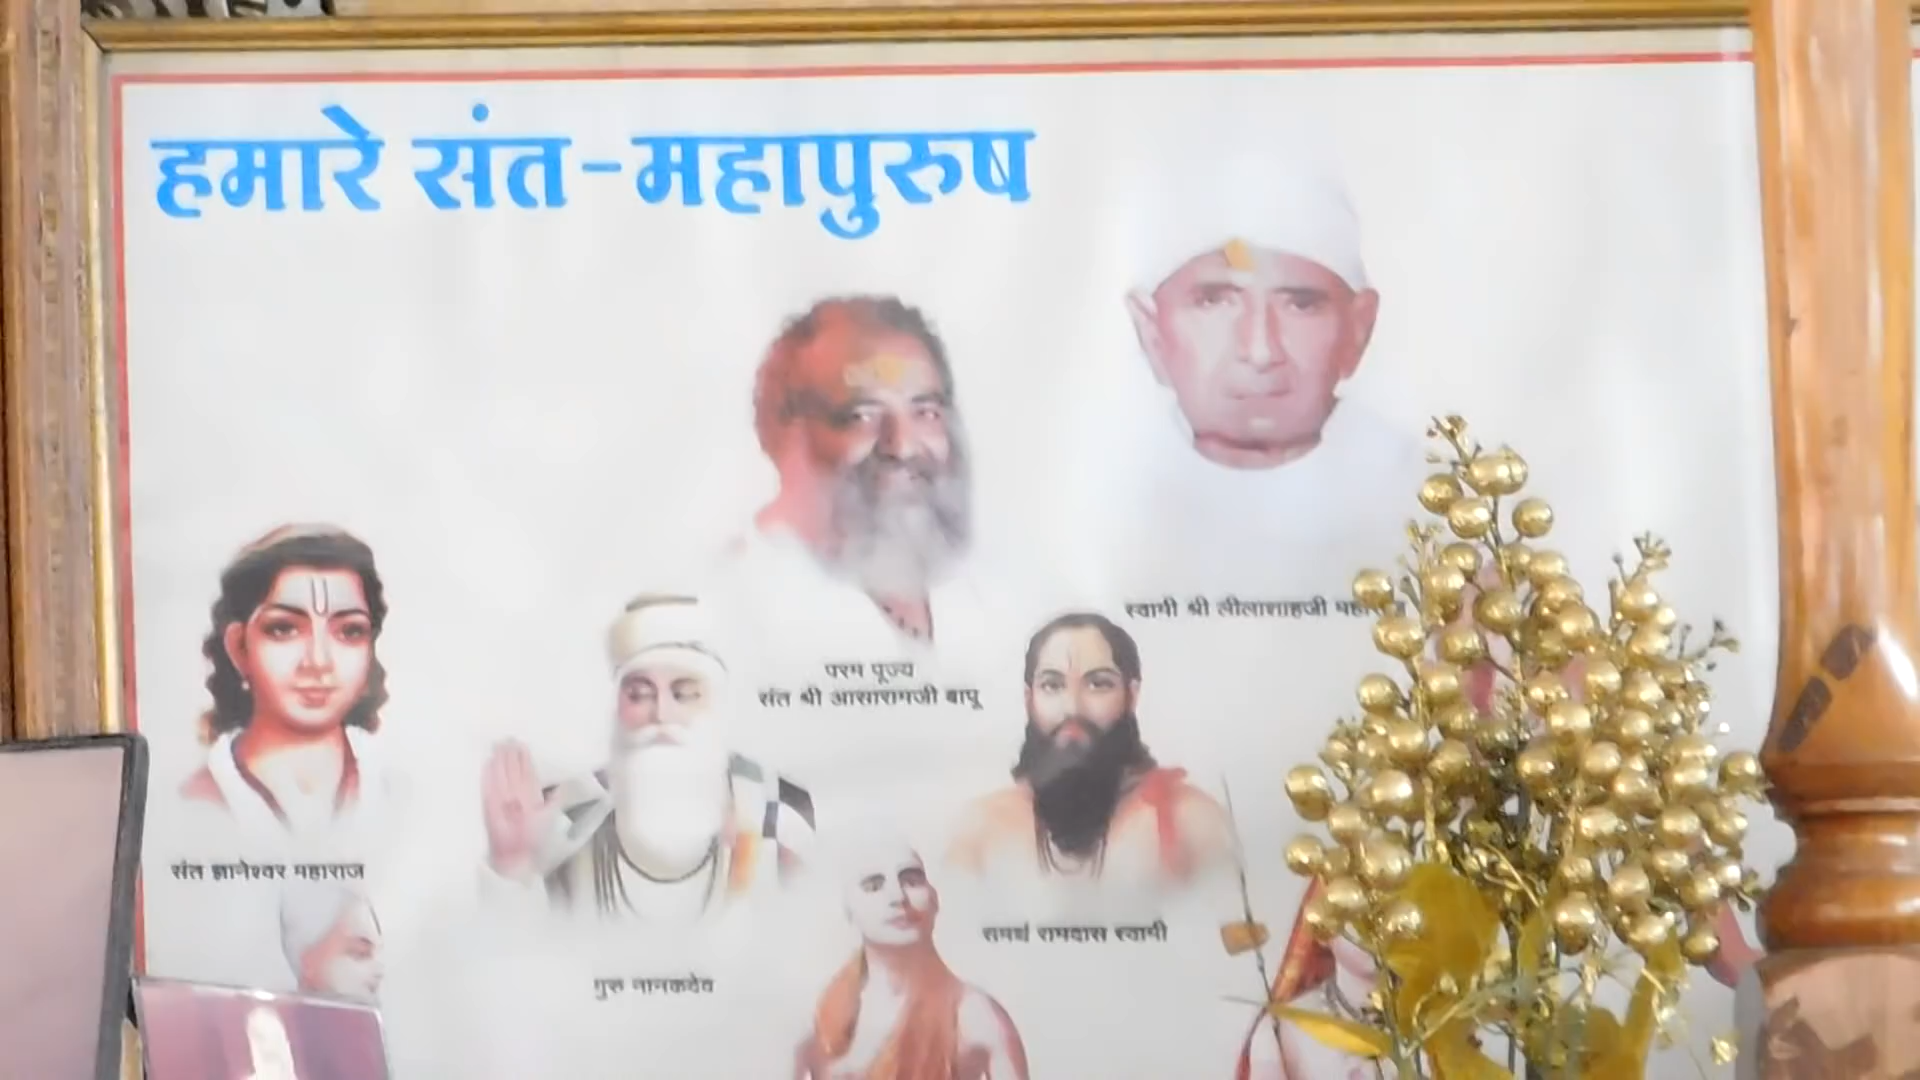 हमारे संत-महापुरुष
स्वामी श्री लीलाशाहजी
परम पूज्य
संत श्री आसारामजी बापू
संत ज्ञानेश्वर महाराज
समर्थ रामदास स्वामी
गुरु नानकदेव